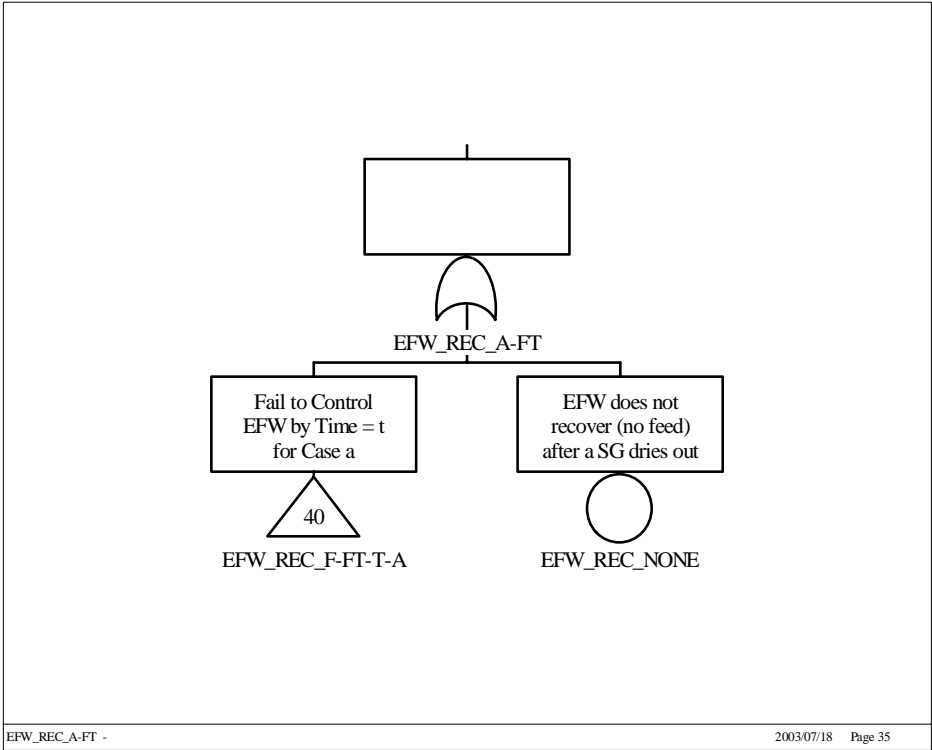 EFW_REC_A-FT
Fail to Control
EFW by Time = t
for Case a
EFW does not
recover (no feed)
after a SG dries out
40
EFW_REC_F-FT-T-A
EFW_REC_NONE
EFW_REC_A-FT -
2003/07/18 Page 35